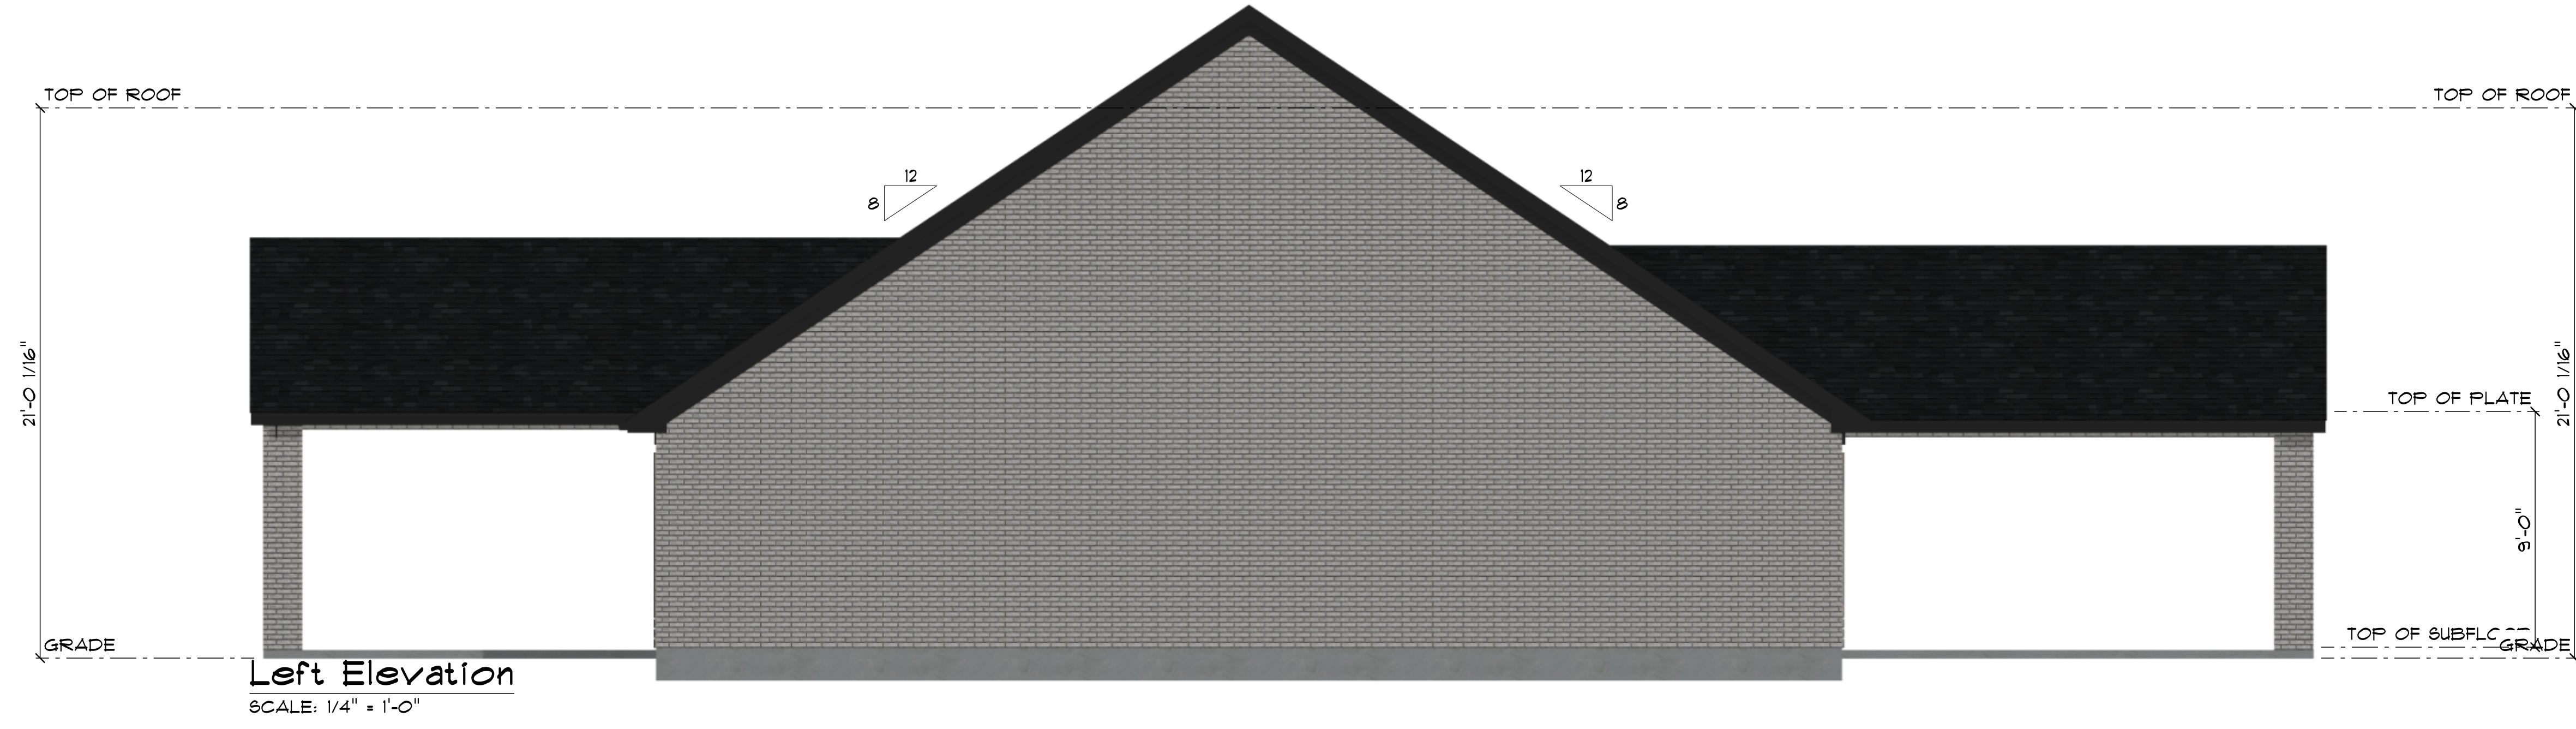 TOP OF ROOF
TOP OF ROOF
12
8
12
8
21'-0 1/16"
21'-0 1/16"
TOP OF PLATE
9'-0"
TOP OF SUBFL
GRADE
GRADE
Left Elevation
SCALE: 1/4" = 1'-0"